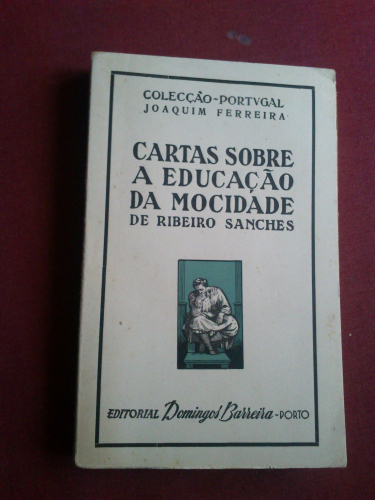 COLECÇÃO-PORTVGAL
JOAQUIM FERREIRA
CARTAS SOBRE
A EDUCAÇÃO
DA MOCIDADE
DE RIBEIRO SANCHES
EDITORIAL Domingos Barreira-PORTO